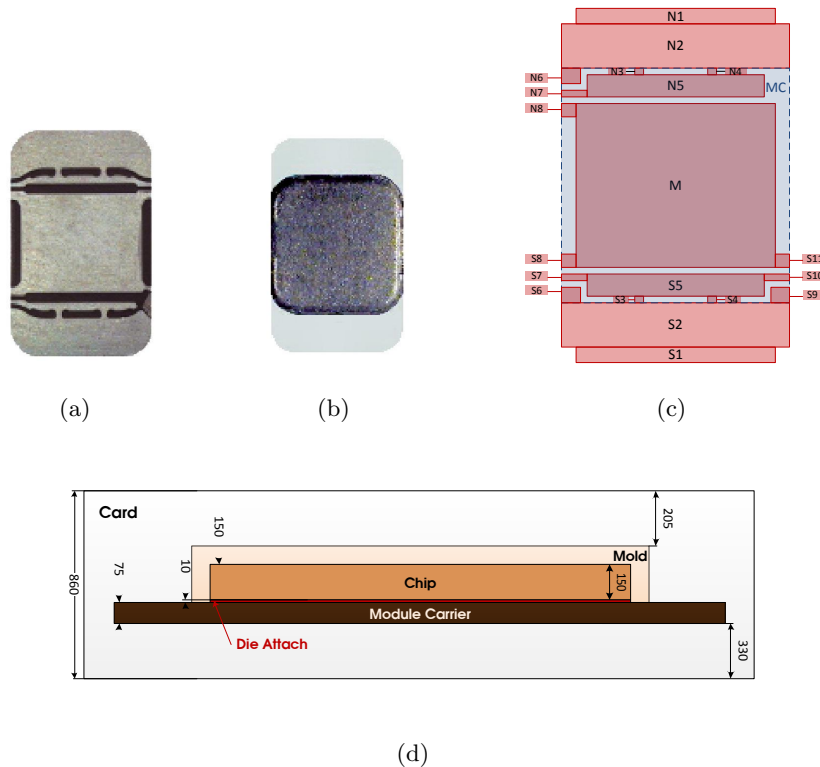 N1
N2
N3
N4
N6
N5
MC
N7
N8
M
S8
S11
S7
S10
S5
S6
S3
S4
S9
S2
S1
(a)
(b)
(c)
Card
150
205
10
Mold
75
860
Chip
150
Module Carrier
Die Attach
330
(d)